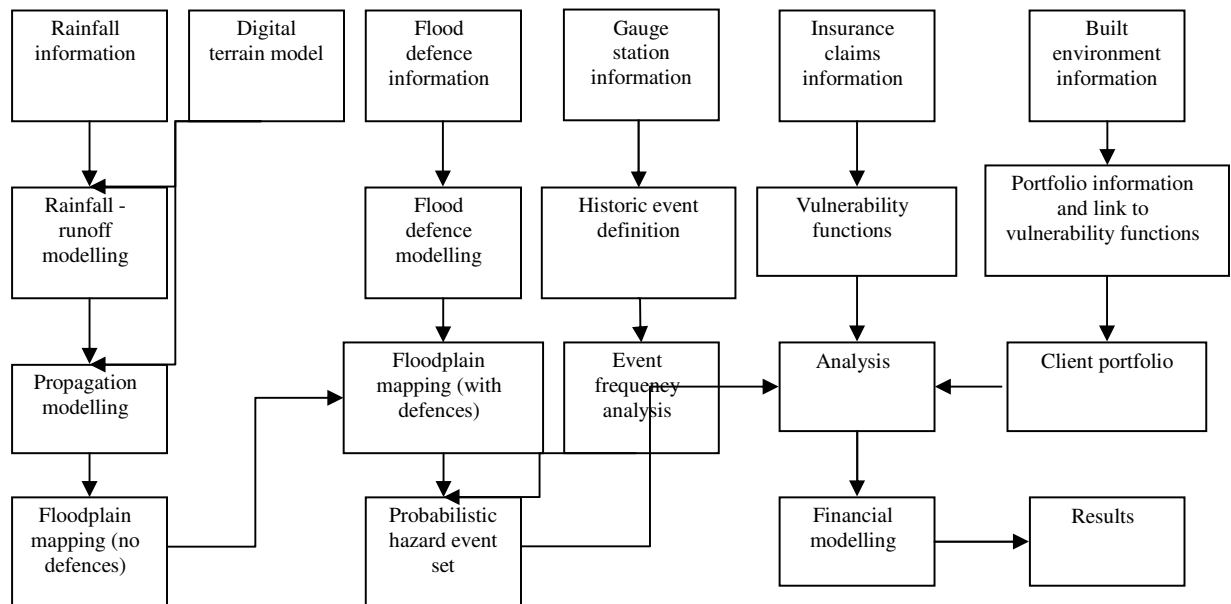 Rainfall
information
Digital
terrain model
Flood
defence
information
Gauge
station
information
Insurance
claims
information
Built
environment
information
Rainfall -
runoff
modelling
Flood
defence
modelling
Historic event
definition
Vulnerability
functions
Portfolio information
and link to
vulnerability functions
Propagation
modelling
Floodplain
mapping (with
defences)
Event
frequency
analysis
Analysis
Client portfolio
Floodplain
mapping (no
defences)
Probabilistic
hazard event
set
Financial
modelling
Results